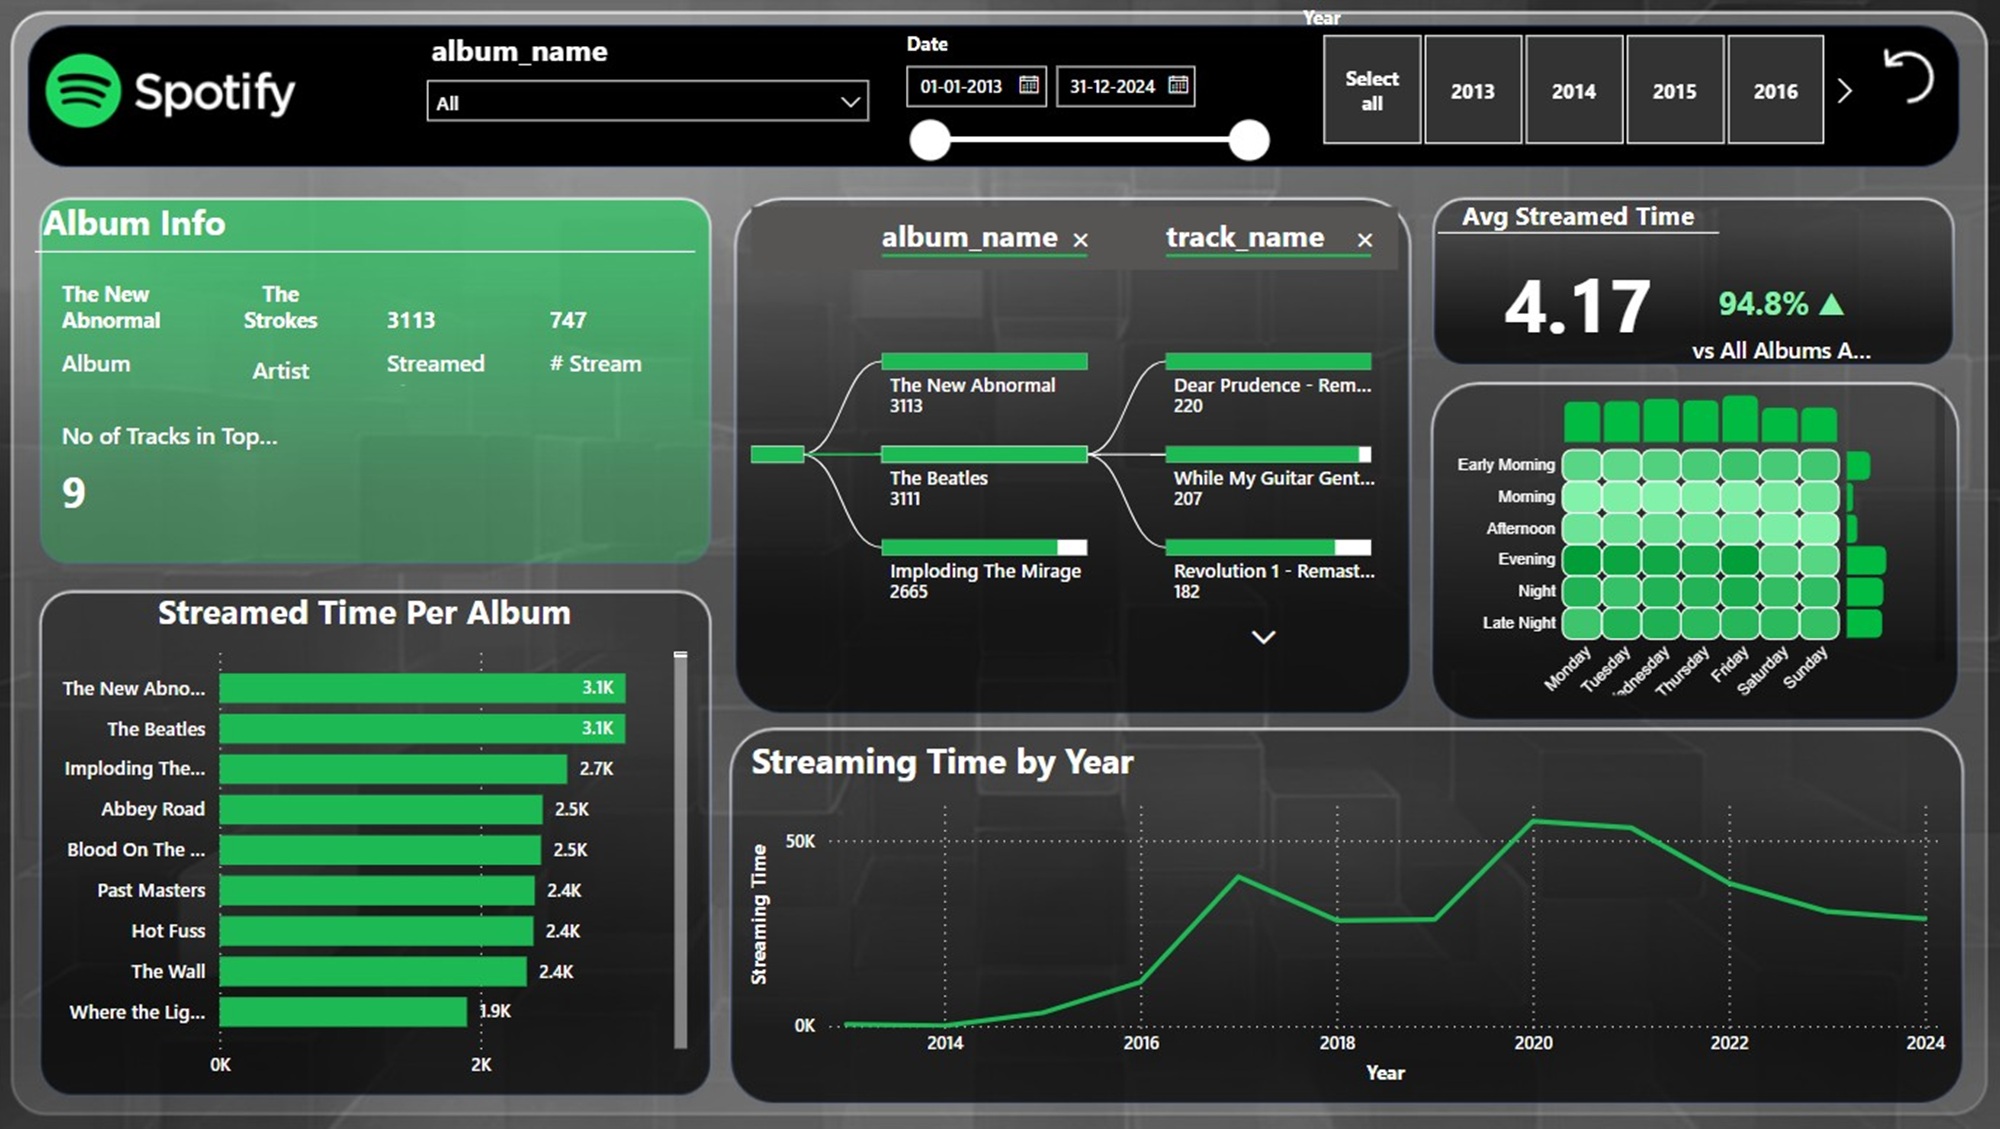 Spotify
album_name
All
Date
01-01-2013
31-12-2024
Year
Select
all
2013
2014
2015
2016
Album Info
The New
Abnormal
Album
The
Strokes
Artist
3113
Streamed
747
# Stream
No of Tracks in Top...
9
album_name ×
track_name ×
The New Abnormal
3113
The Beatles
3111
Imploding The Mirage
2665
Dear Prudence - Rem...
220
While My Guitar Gent...
207
Revolution 1 - Remast...
182
Avg Streamed Time
4.17
94.8% ▲
vs All Albums A...
Early Morning
Morning
Afternoon
Evening
Night
Late Night
Monday
Tuesday
ednesday
Thursday
Friday
Saturday
Sunday
Streamed Time Per Album
The New Abno... 3.1K
The Beatles 3.1K
Imploding The... 2.7K
Abbey Road 2.5K
Blood On The ... 2.5K
Past Masters 2.4K
Hot Fuss 2.4K
The Wall 2.4K
Where the Lig... 1.9K
0K 2K
Streaming Time by Year
Streaming Time
50K
0K
2014 2016 2018 2020 2022 2024
Year